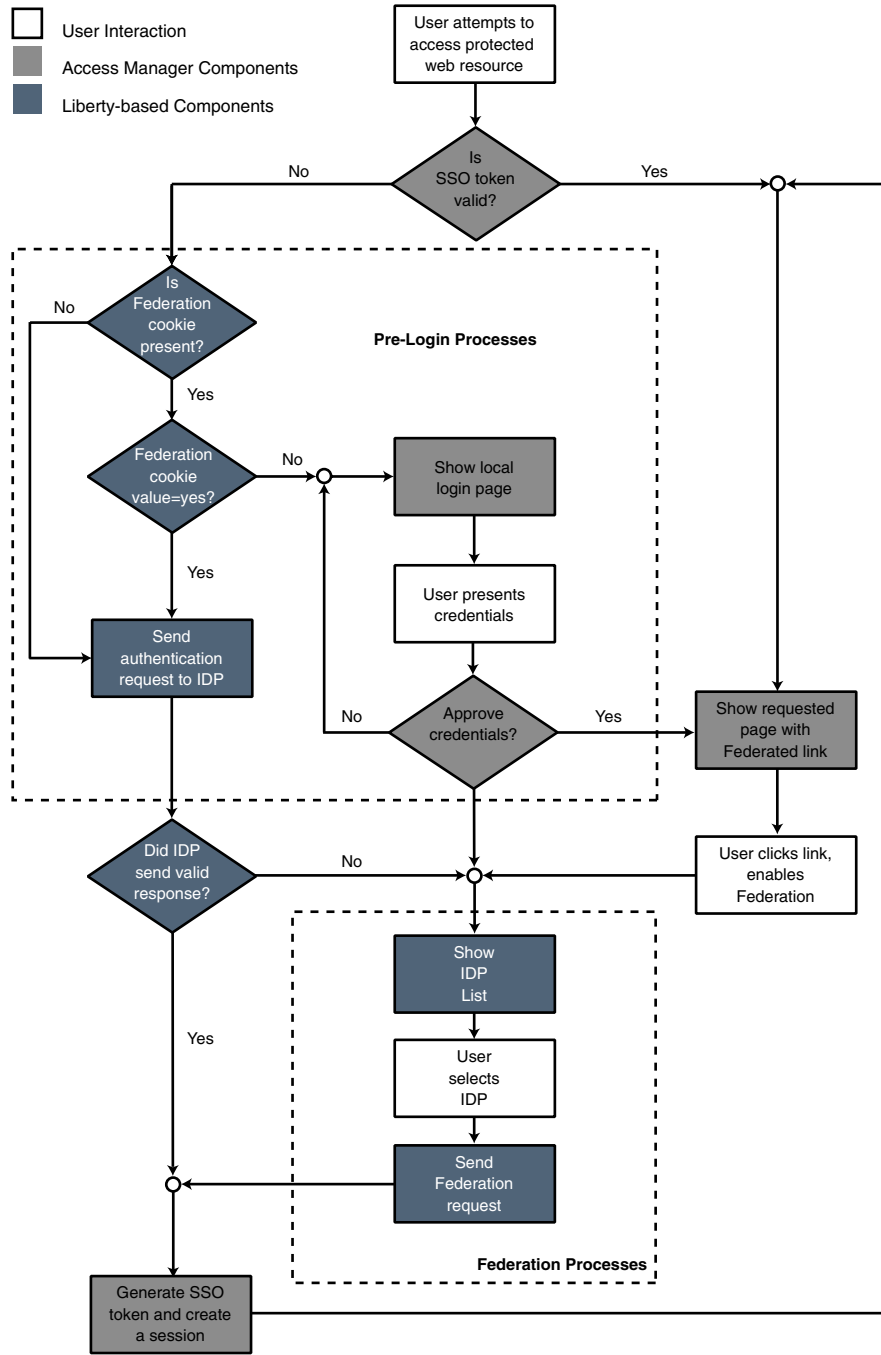 User Interaction
Access Manager Components
Liberty-based Components
User attempts to
access protected
web resource
Is
SSO token
valid?
No
Yes
Is
Federation
cookie
present?
No
Pre-Login Processes
Yes
Federation
cookie
value=yes?
No
Show local
login page
Yes
User presents
credentials
Send
authentication
request to IDP
Approve
credentials?
No
Yes
Show requested
page with
Federated link
Did IDP
send valid
response?
No
User clicks link,
enables
Federation
Show
IDP
List
Yes
User
selects
IDP
Send
Federation
request
Federation Processes
Generate SSO
token and create
a session